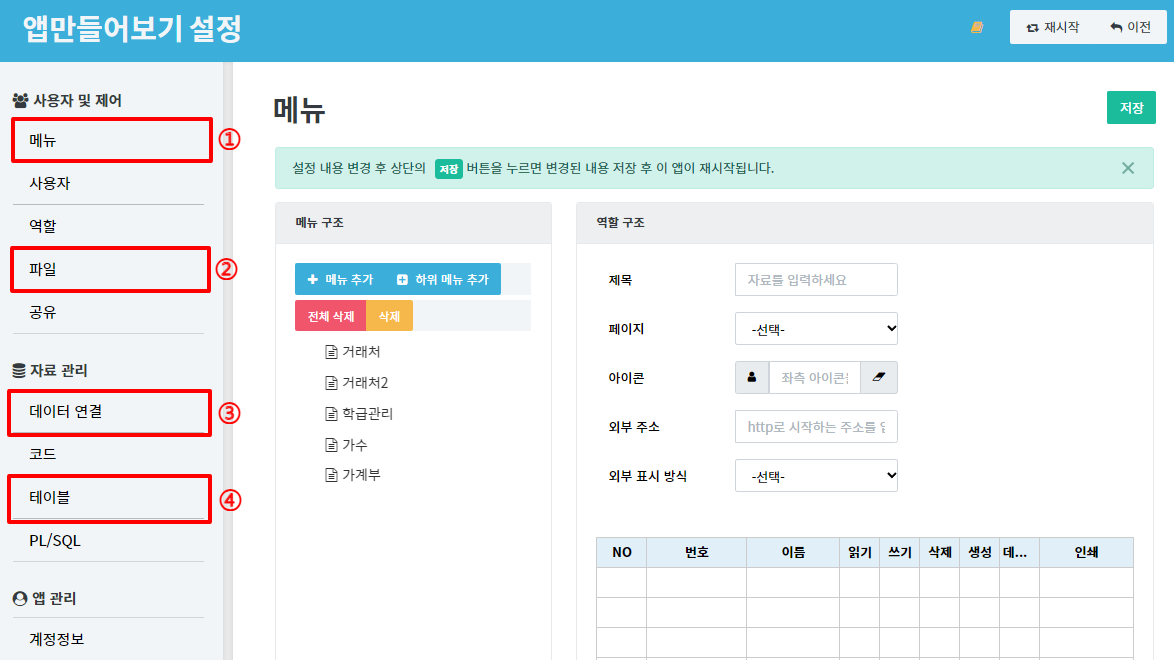 앱만들어보기 설정
재시작
이전
사용자 및 제어
메뉴
①
사용자
역할
파일
②
공유
자료 관리
데이터 연결
③
코드
테이블
④
PL/SQL
앱 관리
계정정보
메뉴
저장
설정 내용 변경 후 상단의 저장 버튼을 누르면 변경된 내용 저장 후 이 앱이 재시작됩니다.
메뉴 구조
메뉴 추가 하위 메뉴 추가
전체 삭제 삭제
거래처
거래처2
학급관리
가수
가계부
역할 구조
제목 자료를 입력하세요
페이지 -선택-
아이콘 좌측 아이콘을
외부 주소 http로 시작하는 주소를
외부 표시 방식 -선택-
NO 번호 이름 읽기 쓰기 삭제 생성 데... 인쇄